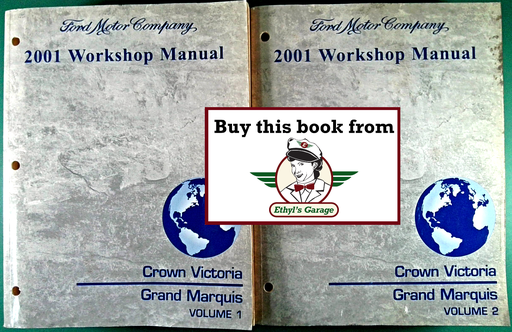 Ford Motor Company
2001 Workshop Manual
Crown Victoria
Grand Marquis
VOLUME 1
Ford Motor Company
2001 Workshop Manual
Crown Victoria
Grand Marquis
VOLUME 2
Buy this book from
Ethyl's Garage